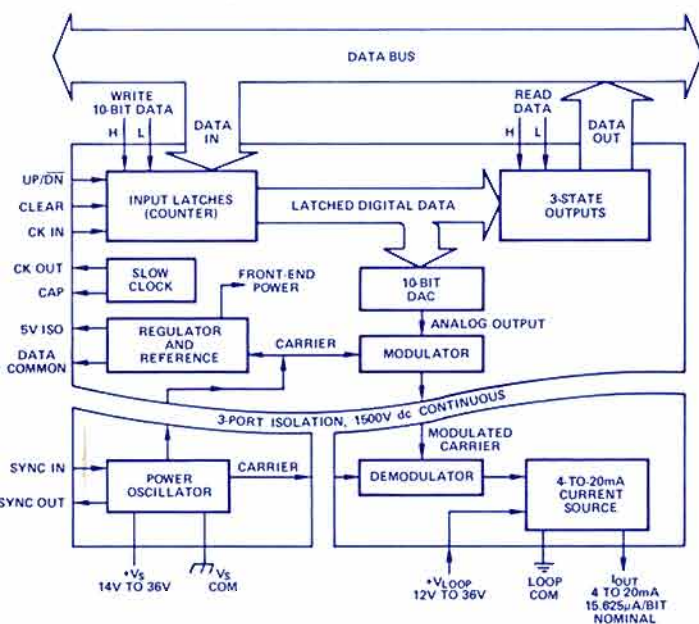 DATA BUS
WRITE
10-BIT DATA
H L
DATA
IN
READ
DATA
H L
DATA
OUT
UP/DN
CLEAR
CK IN
INPUT LATCHES
(COUNTER)
LATCHED DIGITAL DATA
3-STATE
OUTPUTS
CK OUT
CAP
SLOW
CLOCK
FRONT-END
POWER
10-BIT
DAC
5V ISO
DATA
COMMON
REGULATOR
AND
REFERENCE
CARRIER
ANALOG OUTPUT
MODULATOR
3-PORT ISOLATION, 1500V dc CONTINUOUS
MODULATED
CARRIER
SYNC IN
SYNC OUT
POWER
OSCILLATOR
CARRIER
DEMODULATOR
4-TO-20mA
CURRENT
SOURCE
+VS
14V TO 36V
VS
COM
+VLOOP
12V TO 36V
LOOP
COM
IOUT
4 TO 20mA
15.625μA/BIT
NOMINAL